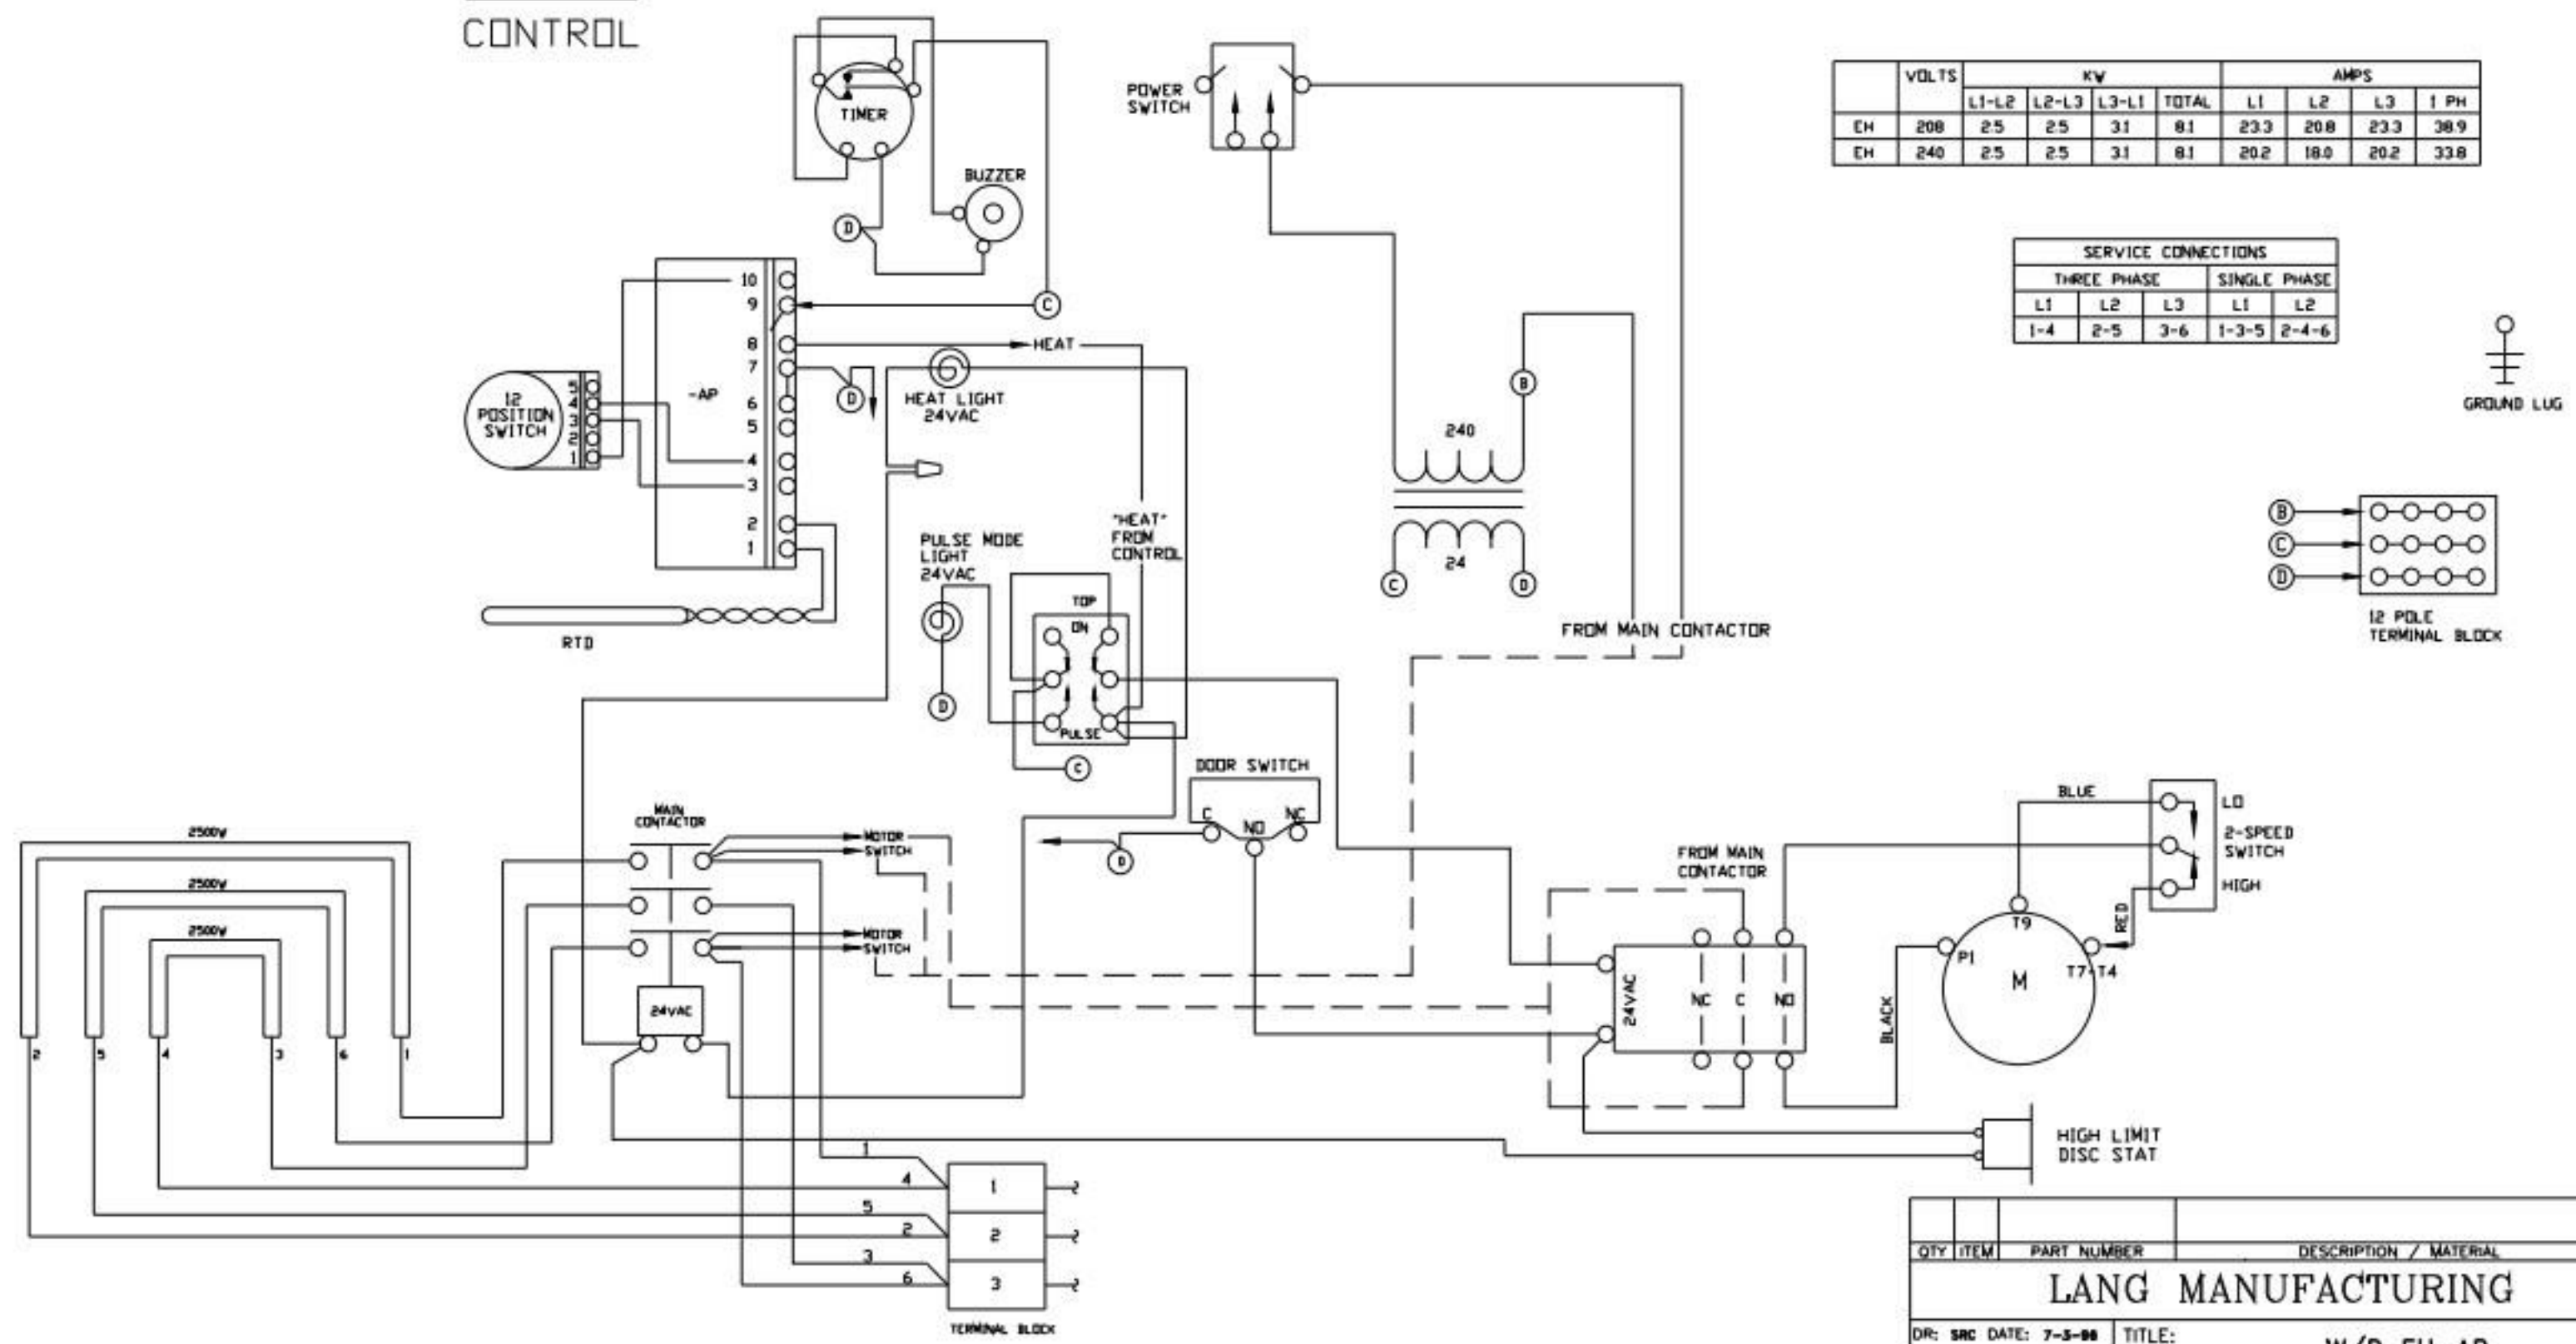 CONTROL
TIMER
BUZZER
D
C
POWER
SWITCH
VOLTS KW AMPS
L1-L2 L2-L3 L3-L1 TOTAL L1 L2 L3 1 PH
EH 208 2.5 2.5 3.1 8.1 23.3 20.8 23.3 38.9
EH 240 2.5 2.5 3.1 8.1 20.2 18.0 20.2 33.8
SERVICE CONNECTIONS
THREE PHASE SINGLE PHASE
L1 L2 L3 L1 L2
1-4 2-5 3-6 1-3-5 2-4-6
GROUND LUG
10
9
8
7
6
5
4
3
2
1
-AP
HEAT
D
HEAT LIGHT
24VAC
12
POSITION
SWITCH
5
4
3
2
1
RTD
B
240
24
C D
FROM MAIN CONTACTOR
B
C
D
12 POLE
TERMINAL BLOCK
PULSE MODE
LIGHT
24VAC
D
"HEAT"
FROM
CONTROL
TOP
ON
PULSE
C
DOOR SWITCH
C NO NC
D
MAIN
CONTACTOR
MOTOR
SWITCH
MOTOR
SWITCH
24VAC
2500W
2500W
2500W
2 5 4 3 6 1
FROM MAIN
CONTACTOR
24VAC
NC C NO
BLUE
LO
2-SPEED
SWITCH
HIGH
RED
BLACK
T9
P1
T7-T4
M
HIGH LIMIT
DISC STAT
1
4
5
2
3
6
1
2
3
TERMINAL BLOCK
QTY ITEM PART NUMBER DESCRIPTION / MATERIAL
LANG MANUFACTURING
DR: SRC DATE: 7-5-98 TITLE: